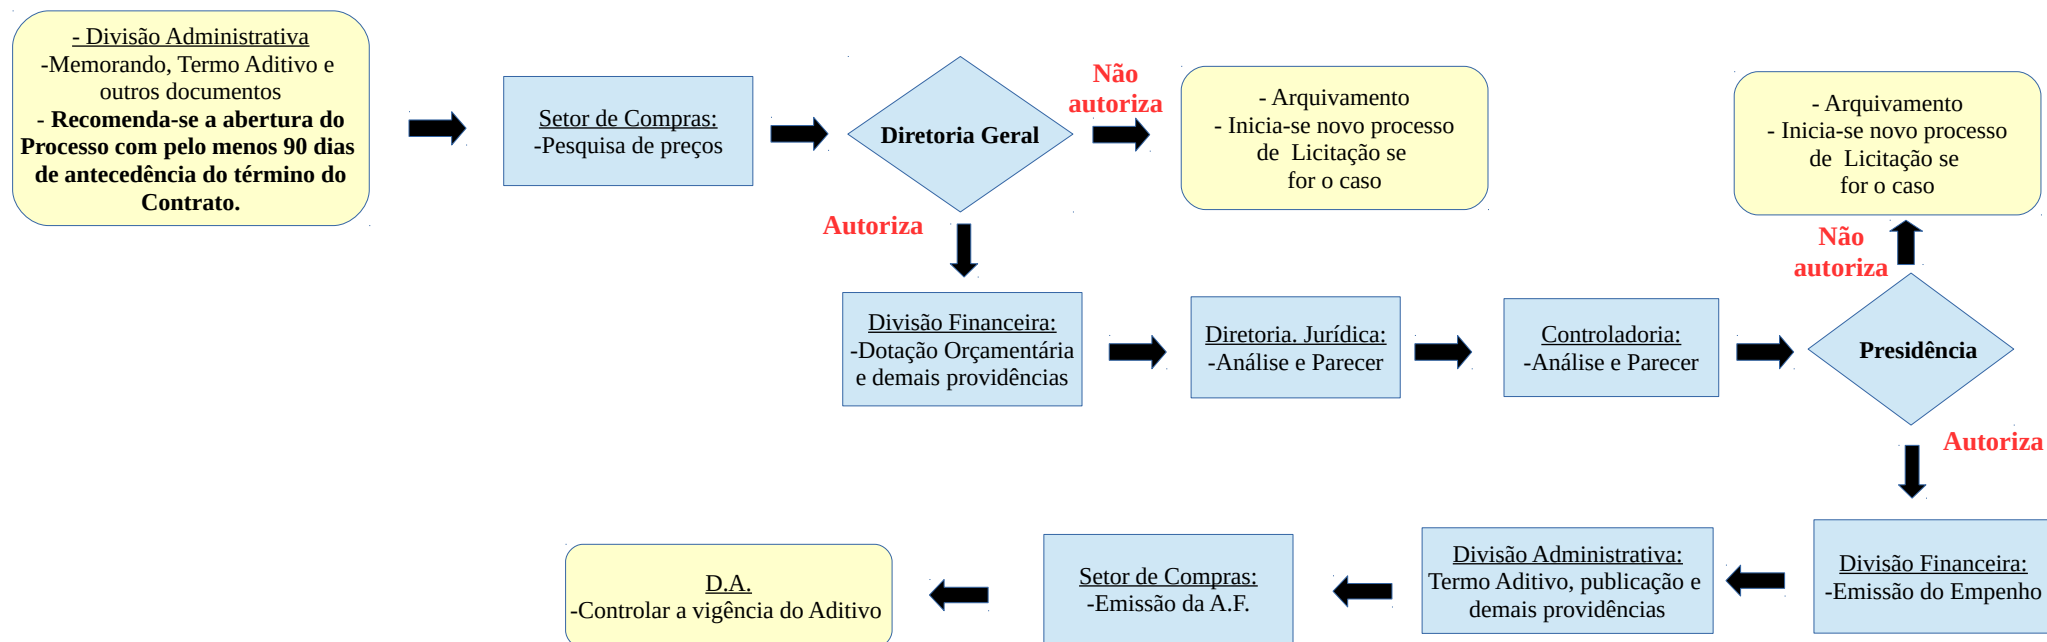 - Divisão Administrativa
-Memorando, Termo Aditivo e
outros documentos
- Recomenda-se a abertura do
Processo com pelo menos 90 dias
de antecedência do término do
Contrato.
Setor de Compras:
-Pesquisa de preços
Diretoria Geral
Não
autoriza
- Arquivamento
- Inicia-se novo processo
de Licitação se
for o caso
Autoriza
Divisão Financeira:
-Dotação Orçamentária
e demais providências
Diretoria. Jurídica:
-Análise e Parecer
Controladoria:
-Análise e Parecer
Presidência
Não
autoriza
- Arquivamento
- Inicia-se novo processo
de Licitação se
for o caso
Autoriza
Divisão Financeira:
-Emissão do Empenho
Divisão Administrativa:
Termo Aditivo, publicação e
demais providências
Setor de Compras:
-Emissão da A.F.
D.A.
-Controlar a vigência do Aditivo